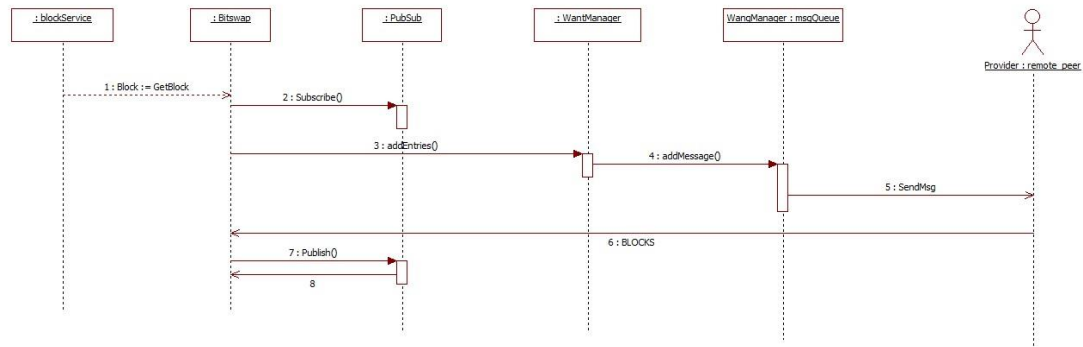 : blockService
: Bitswap
: PubSub
: WantManager
WangManager : msgQueue
Provider : remote_peer
1 : Block := GetBlock
2 : Subscribe()
3 : addEntries()
4 : addMessage()
5 : SendMsg
6 : BLOCKS
7 : Publish()
8